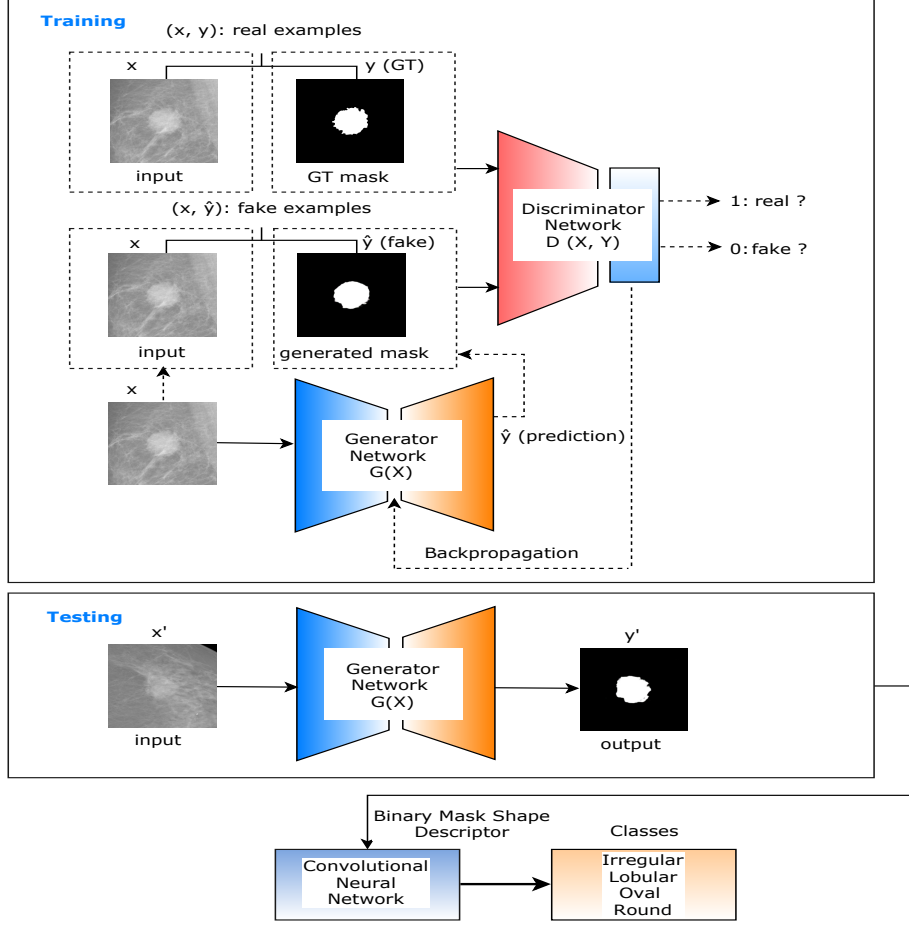 Training
(x, y): real examples
x
y (GT)
input
GT mask
(x, ŷ): fake examples
x
ŷ (fake)
input
generated mask
Discriminator
Network
D (X, Y)
1: real ?
0: fake ?
x
Generator
Network
G(X)
ŷ (prediction)
Backpropagation
Testing
x'
input
Generator
Network
G(X)
y'
output
Binary Mask Shape
Descriptor
Convolutional
Neural
Network
Classes
Irregular
Lobular
Oval
Round